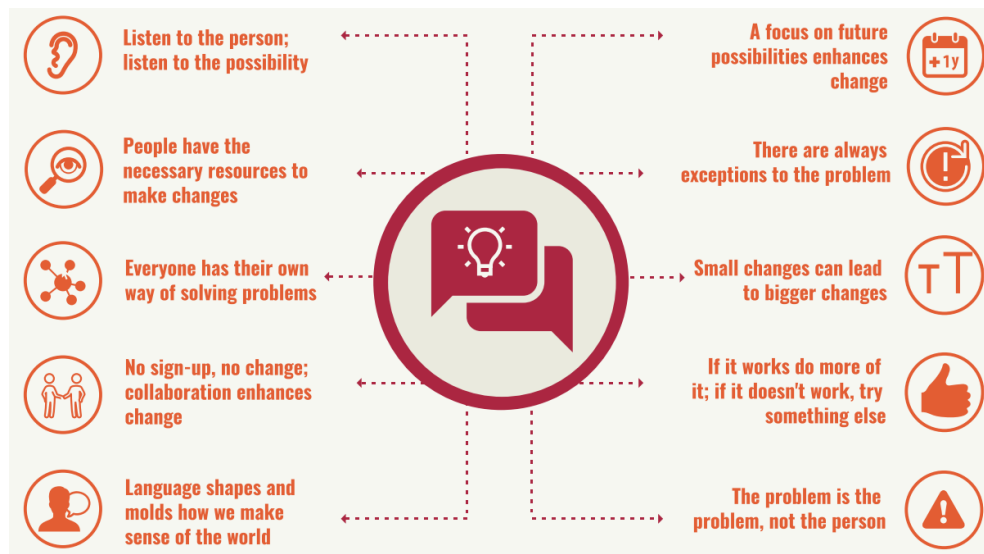 Listen to the person;
listen to the possibility
People have the
necessary resources to
make changes
Everyone has their own
way of solving problems
No sign-up, no change;
collaboration enhances
change
Language shapes and
molds how we make
sense of the world
A focus on future
possibilities enhances
change
+1y
There are always
exceptions to the problem
!
Small changes can lead
to bigger changes
TT
If it works do more of
it; if it doesn't work, try
something else
The problem is the
problem, not the person
!